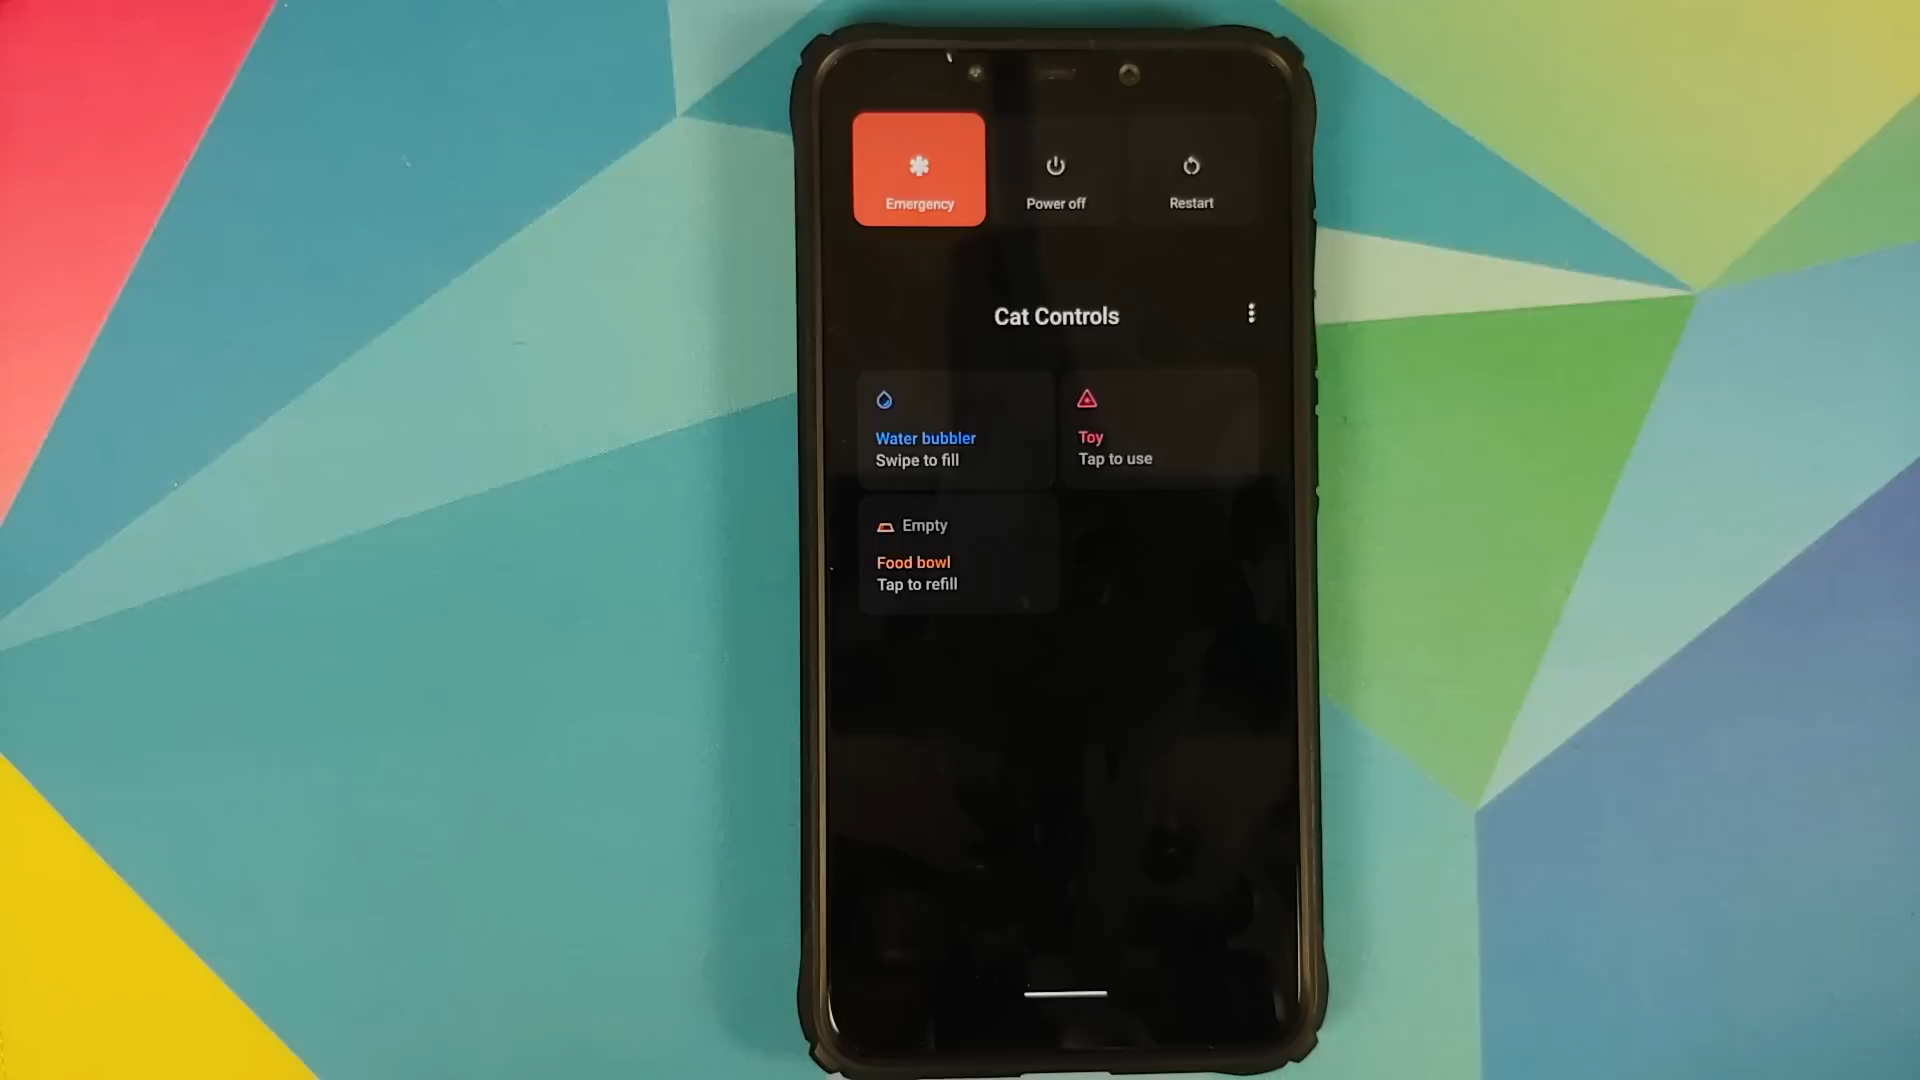 Emergency
Power off
Restart
Cat Controls
Water bubbler
Swipe to fill
Toy
Tap to use
Empty
Food bowl
Tap to refill